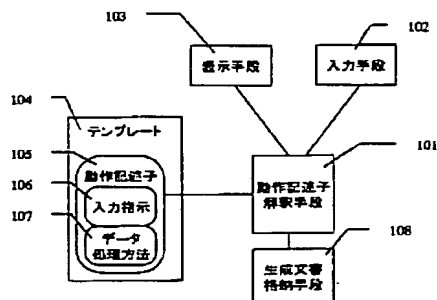 103
102
表示手段
入力手段
104
テンプレート
101
105
動作記述子
106
入力指示
動作記述子
解釈手段
107
データ
処理方法
108
生成文書
格納手段